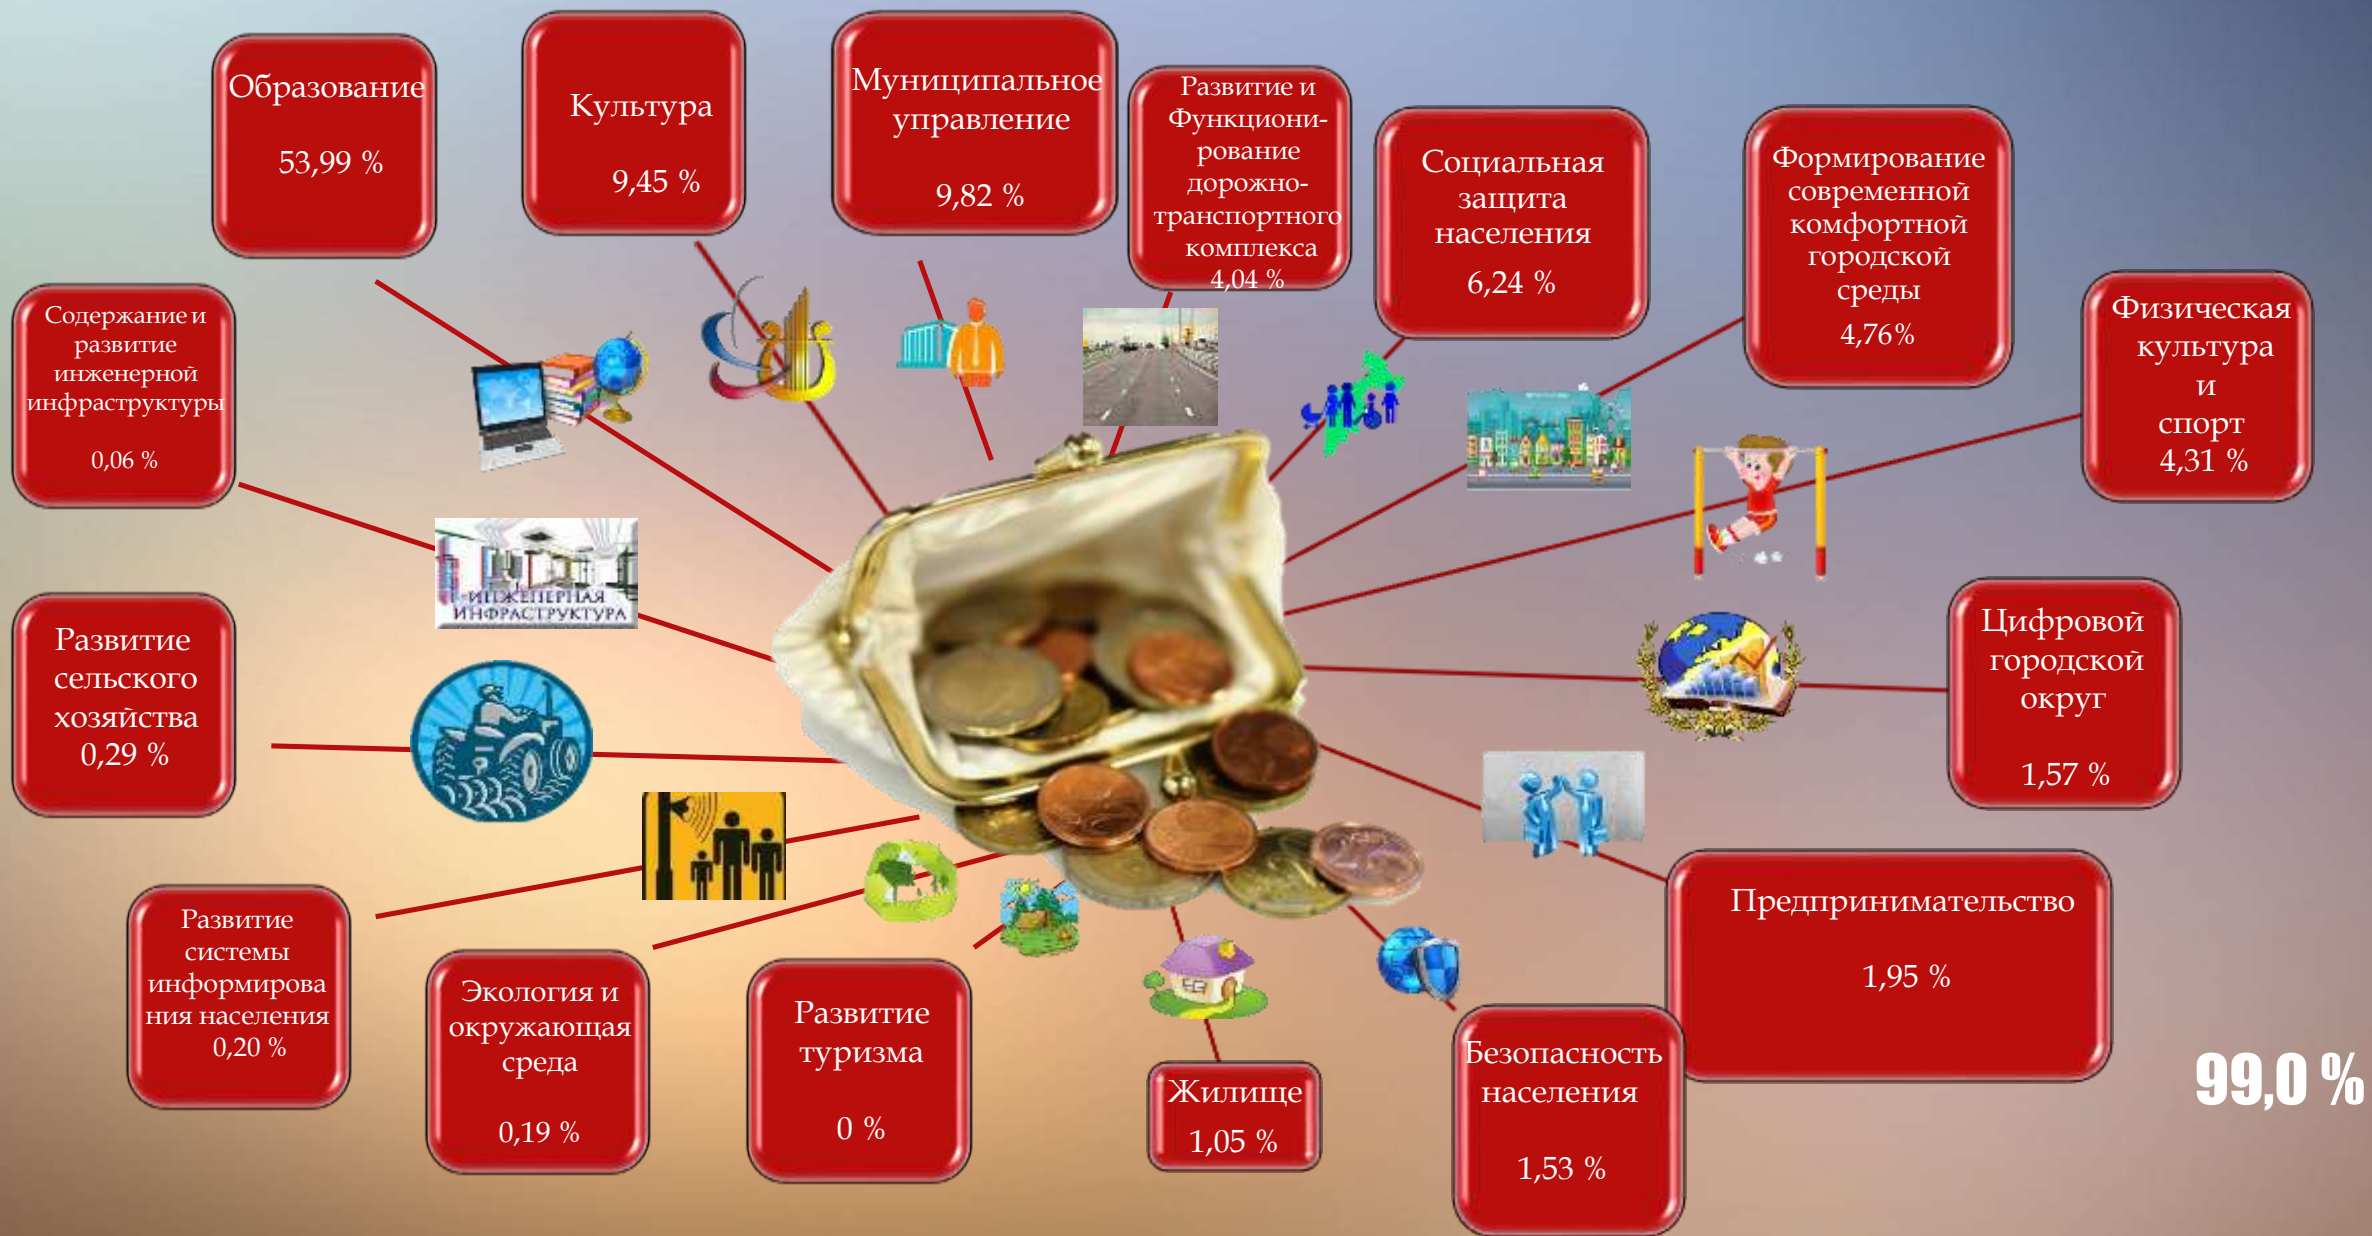 Образование
53,99 %
Культура
9,45 %
Муниципальное
управление
9,82 %
Развитие и
Функциони-
рование
дорожно-
транспортного
комплекса
4,04 %
Социальная
защита
населения
6,24 %
Формирование
современной
комфортной
городской
среды
4,76%
Физическая
культура
и
спорт
4,31 %
Содержание и
развитие
инженерной
инфраструктуры
0,06 %
ИНЖЕНЕРНАЯ
ИНФРАСТРУКТУРА
Развитие
сельского
хозяйства
0,29 %
Цифровой
городской
округ
1,57 %
Развитие
системы
информирова
ния населения
0,20 %
Экология и
окружающая
среда
0,19 %
Развитие
туризма
0 %
Жилище
1,05 %
Безопасность
населения
1,53 %
Предпринимательство
1,95 %
99,0 %